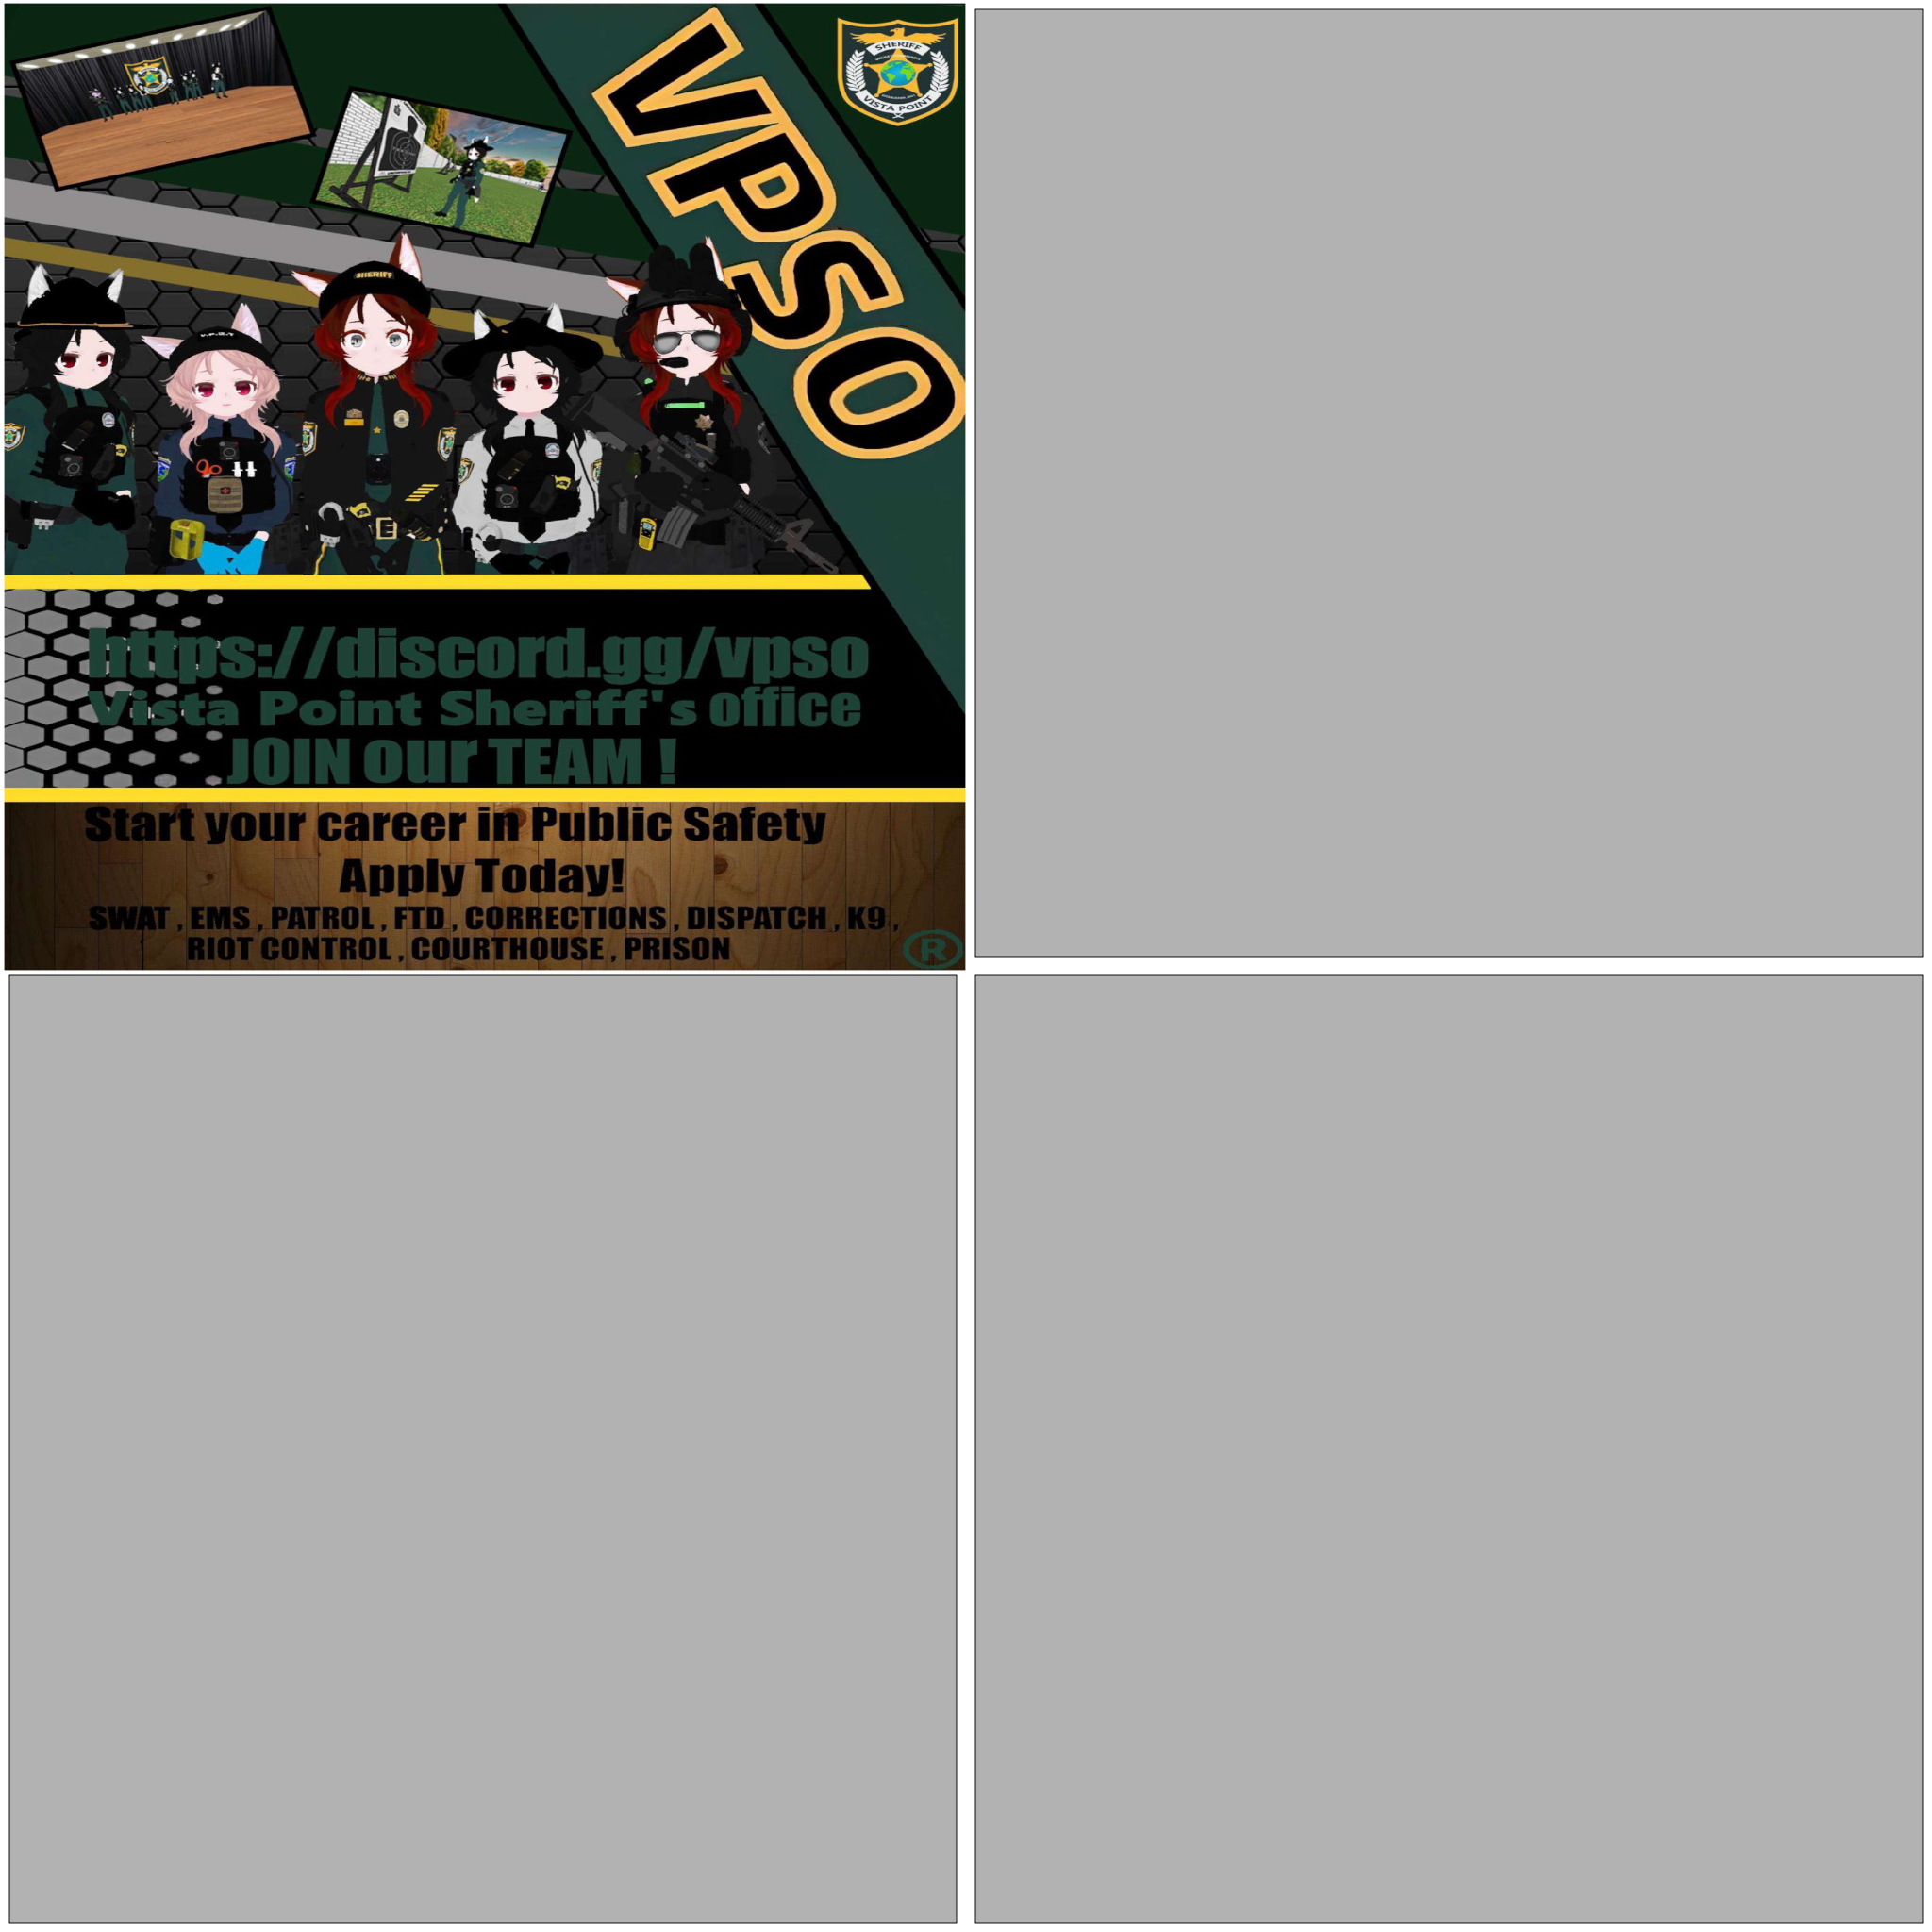 VPSO
SHERIFF
VISTA POINT
SHERIFF
https://discord.gg/vpso
Vista Point Sheriff's office
JOIN our TEAM !
Start your career in Public Safety
Apply Today!
SWAT , EMS , PATROL , FTD , CORRECTIONS , DISPATCH , K9 ,
RIOT CONTROL , COURTHOUSE , PRISON
®